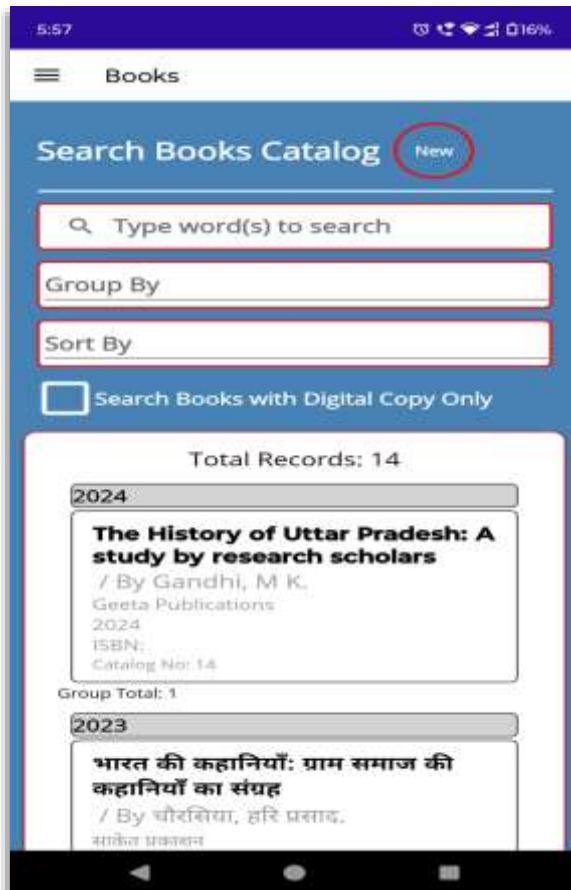 5:57
16%
Books
Search Books Catalog New
Type word(s) to search
Group By
Sort By
Search Books with Digital Copy Only
Total Records: 14
2024
The History of Uttar Pradesh: A
study by research scholars
/ By Gandhi, M K.
Geeta Publications
2024
ISBN:
Catalog No: 14
Group Total: 1
2023
भारत की कहानियाँ: ग्राम समाज की
कहानियाँ का संग्रह
/ By चौरसिया, हरि प्रसाद.
साकेत प्रकाशन